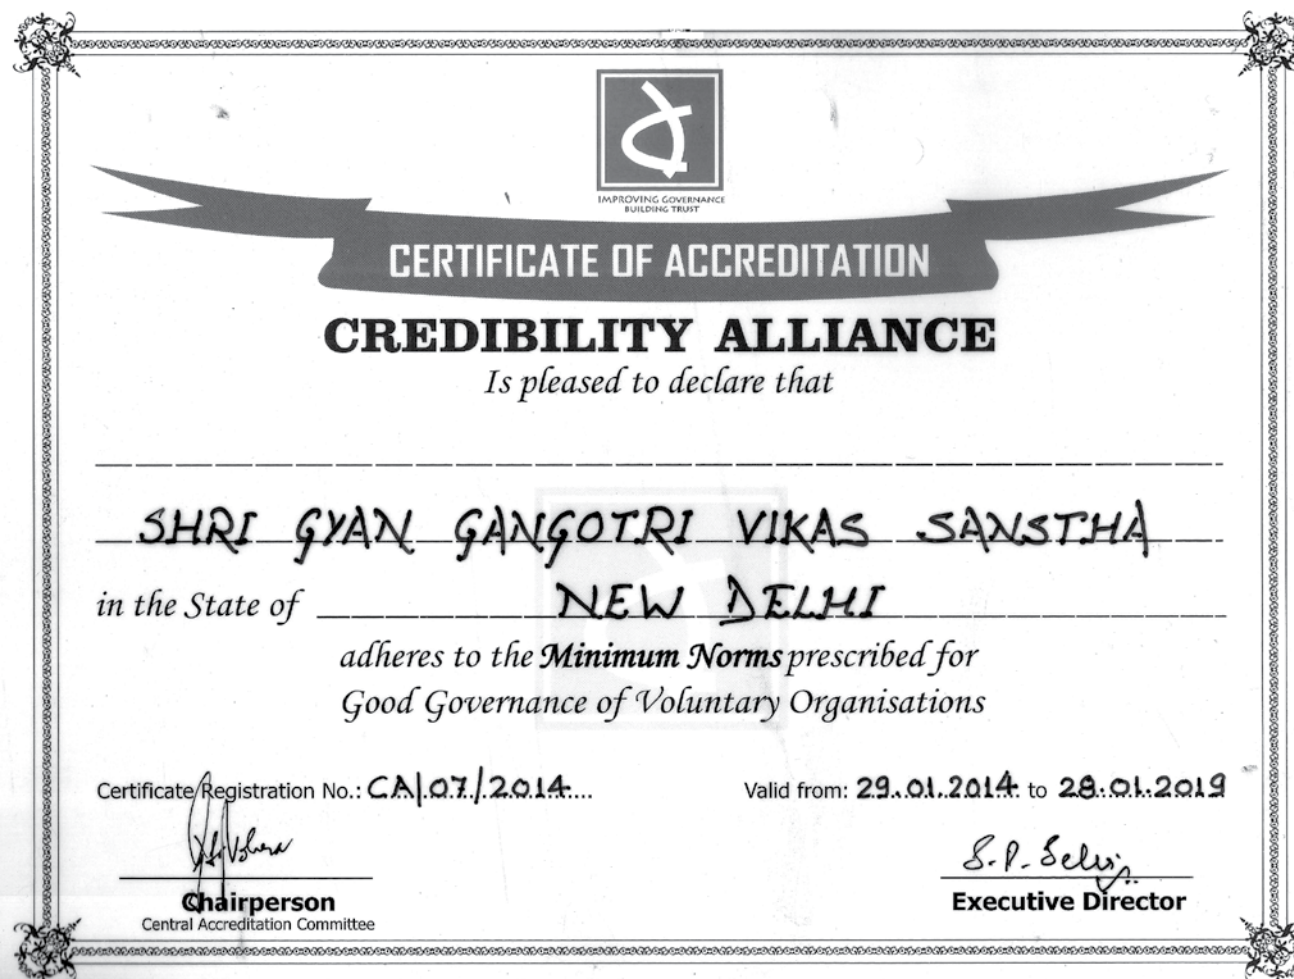 IMPROVING GOVERNANCE
BUILDING TRUST
CERTIFICATE OF ACCREDITATION
CREDIBILITY ALLIANCE
Is pleased to declare that
SHRI GYAN GANGOTRI VIKAS SANSTHA
in the State of NEW DELHI
adheres to the Minimum Norms prescribed for
Good Governance of Voluntary Organisations
Certificate Registration No.: CA/07/2014 Valid from: 29.01.2014 to 28.01.2019
S.P. Selvi
Chairperson Executive Director
Central Accreditation Committee